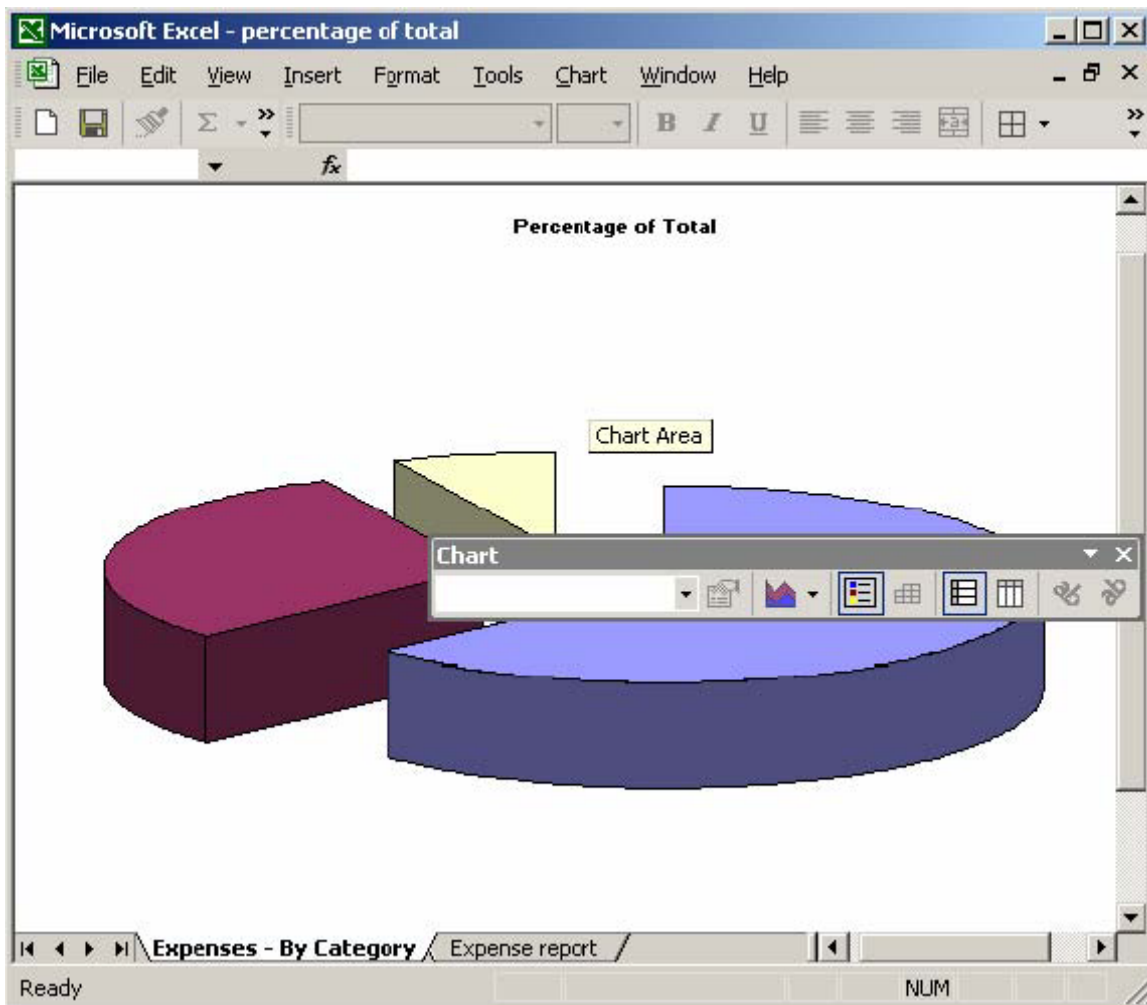 Microsoft Excel - percentage of total
File Edit View Insert Format Tools Chart Window Help
Σ B I U a
fx
Percentage of Total
Chart Area
Chart
Expenses - By Category Expense report
Ready NUM